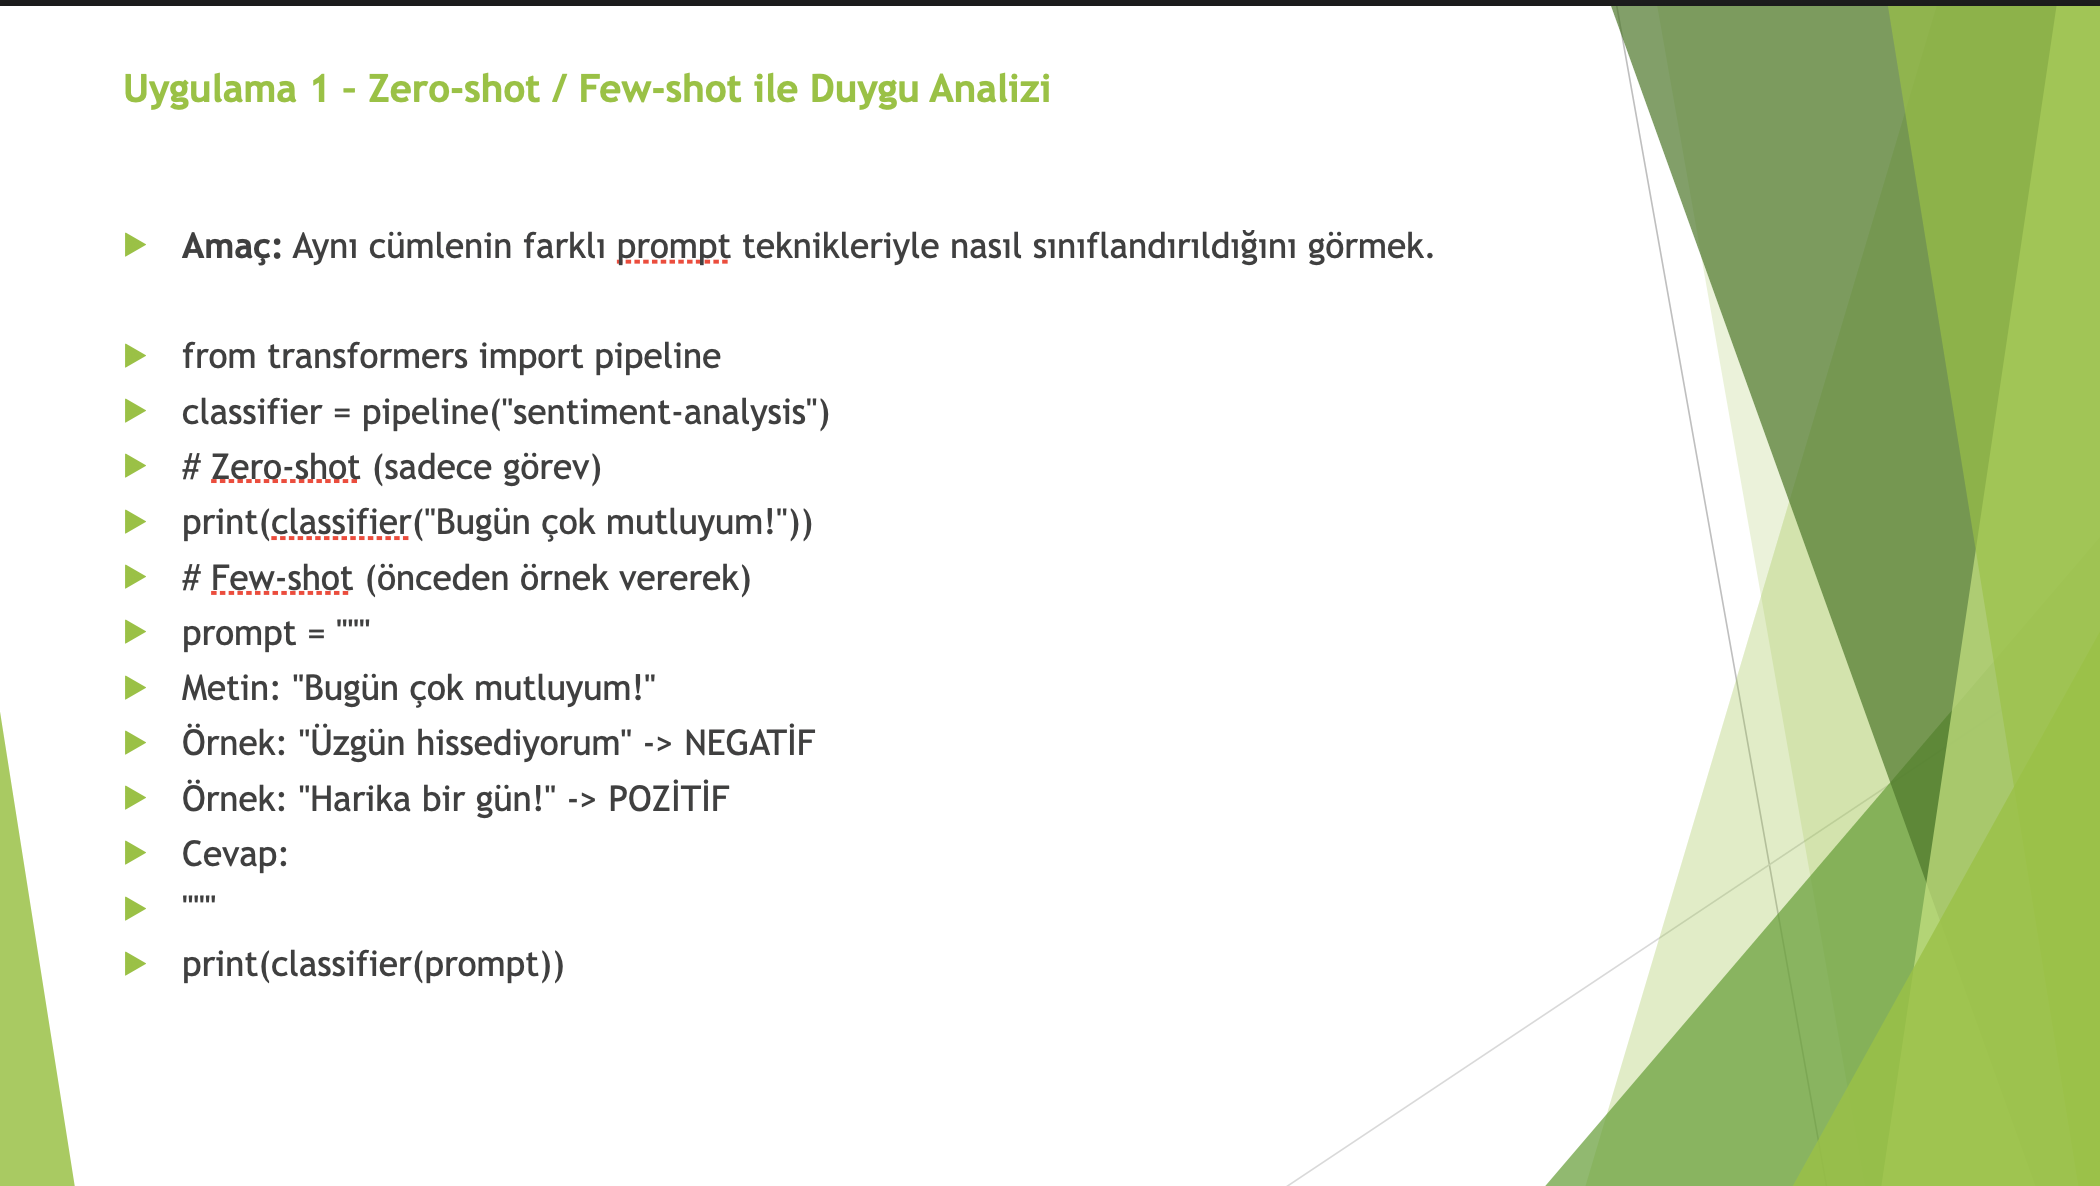 Uygulama 1 – Zero-shot / Few-shot ile Duygu Analizi
Amaç: Aynı cümlenin farklı prompt teknikleriyle nasıl sınıflandırıldığını görmek.
from transformers import pipeline
classifier = pipeline("sentiment-analysis")
# Zero-shot (sadece görev)
print(classifier("Bugün çok mutluyum!"))
# Few-shot (önceden örnek vererek)
prompt = """
Metin: "Bugün çok mutluyum!"
Örnek: "Üzgün hissediyorum" -> NEGATİF
Örnek: "Harika bir gün!" -> POZİTİF
Cevap:
"""
print(classifier(prompt))